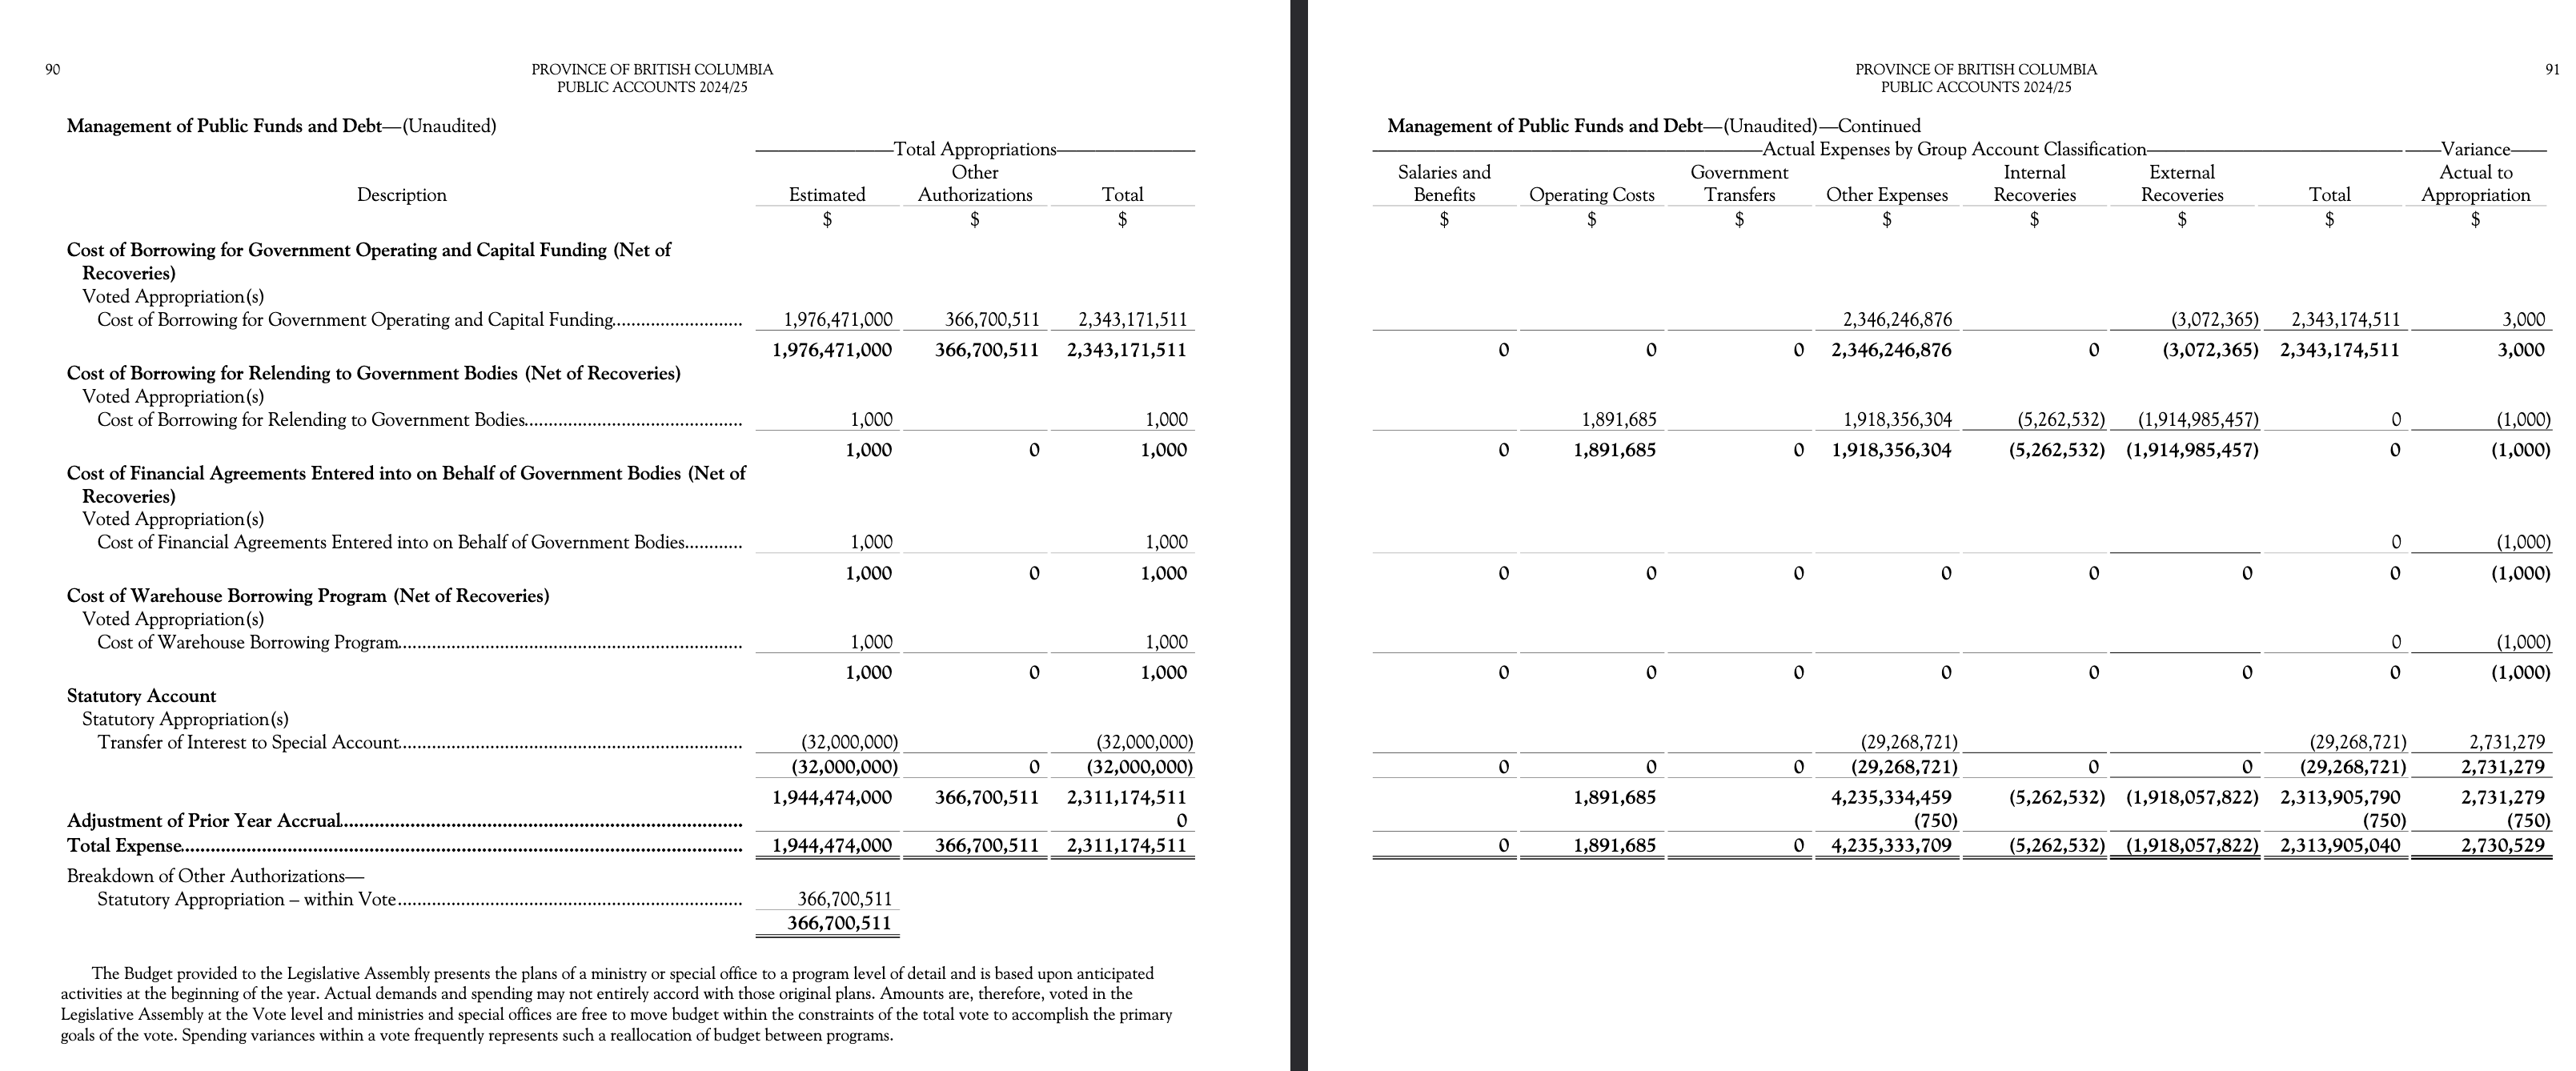 90
PROVINCE OF BRITISH COLUMBIA
PUBLIC ACCOUNTS 2024/25
Management of Public Funds and Debt—(Unaudited)
Total Appropriations
Description Estimated Other Authorizations Total
$ $ $
Cost of Borrowing for Government Operating and Capital Funding (Net of
Recoveries)
Voted Appropriation(s)
Cost of Borrowing for Government Operating and Capital Funding 1,976,471,000 366,700,511 2,343,171,511
1,976,471,000 366,700,511 2,343,171,511
Cost of Borrowing for Relending to Government Bodies (Net of Recoveries)
Voted Appropriation(s)
Cost of Borrowing for Relending to Government Bodies 1,000 1,000
1,000 0 1,000
Cost of Financial Agreements Entered into on Behalf of Government Bodies (Net of
Recoveries)
Voted Appropriation(s)
Cost of Financial Agreements Entered into on Behalf of Government Bodies 1,000 1,000
1,000 0 1,000
Cost of Warehouse Borrowing Program (Net of Recoveries)
Voted Appropriation(s)
Cost of Warehouse Borrowing Program 1,000 1,000
1,000 0 1,000
Statutory Account
Statutory Appropriation(s)
Transfer of Interest to Special Account (32,000,000) (32,000,000)
(32,000,000) 0 (32,000,000)
1,944,474,000 366,700,511 2,311,174,511
Adjustment of Prior Year Accrual 0
Total Expense 1,944,474,000 366,700,511 2,311,174,511
Breakdown of Other Authorizations—
Statutory Appropriation – within Vote 366,700,511
366,700,511
The Budget provided to the Legislative Assembly presents the plans of a ministry or special office to a program level of detail and is based upon anticipated
activities at the beginning of the year. Actual demands and spending may not entirely accord with those original plans. Amounts are, therefore, voted in the
Legislative Assembly at the Vote level and ministries and special offices are free to move budget within the constraints of the total vote to accomplish the primary
goals of the vote. Spending variances within a vote frequently represents such a reallocation of budget between programs.
PROVINCE OF BRITISH COLUMBIA
PUBLIC ACCOUNTS 2024/25
91
Management of Public Funds and Debt—(Unaudited)—Continued
Actual Expenses by Group Account Classification Variance
Salaries and Benefits Operating Costs Government Transfers Other Expenses Internal Recoveries External Recoveries Total Actual to Appropriation
$ $ $ $ $ $ $ $
2,346,246,876 (3,072,365) 2,343,174,511 3,000
0 0 0 2,346,246,876 0 (3,072,365) 2,343,174,511 3,000
1,891,685 1,918,356,304 (5,262,532) (1,914,985,457) 0 (1,000)
0 1,891,685 0 1,918,356,304 (5,262,532) (1,914,985,457) 0 (1,000)
0 (1,000)
0 0 0 0 0 0 0 (1,000)
0 (1,000)
0 0 0 0 0 0 0 (1,000)
(29,268,721) (29,268,721) 2,731,279
0 0 0 (29,268,721) 0 0 (29,268,721) 2,731,279
1,891,685 4,235,334,459 (5,262,532) (1,918,057,822) 2,313,905,790 2,731,279
(750) (750) (750)
0 1,891,685 0 4,235,333,709 (5,262,532) (1,918,057,822) 2,313,905,040 2,730,529